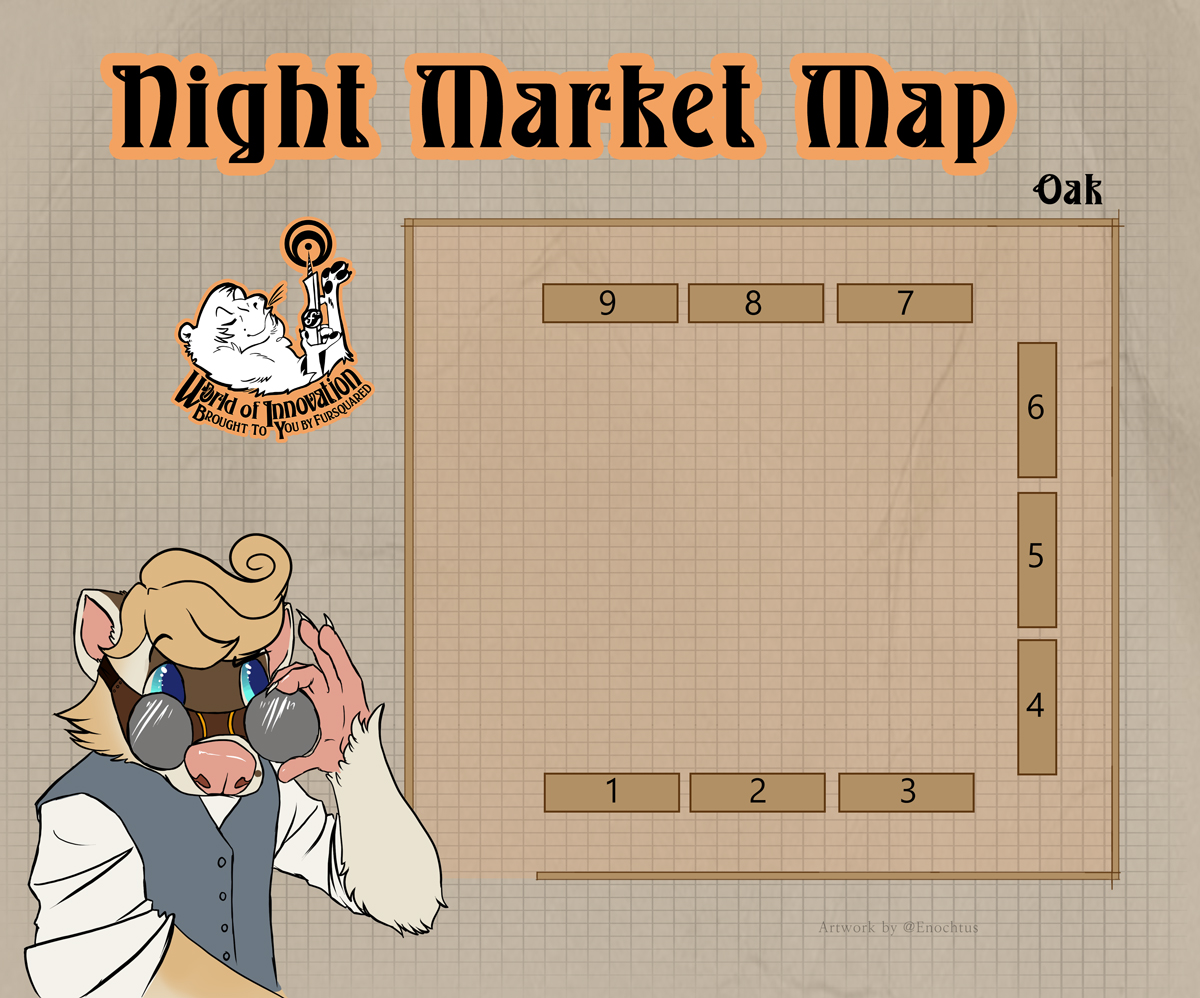 Night Market Map
Oak
World of Innovation
Brought To You by Fursquared
9 8 7
6
5
4
1 2 3
Artwork by @Enochtus